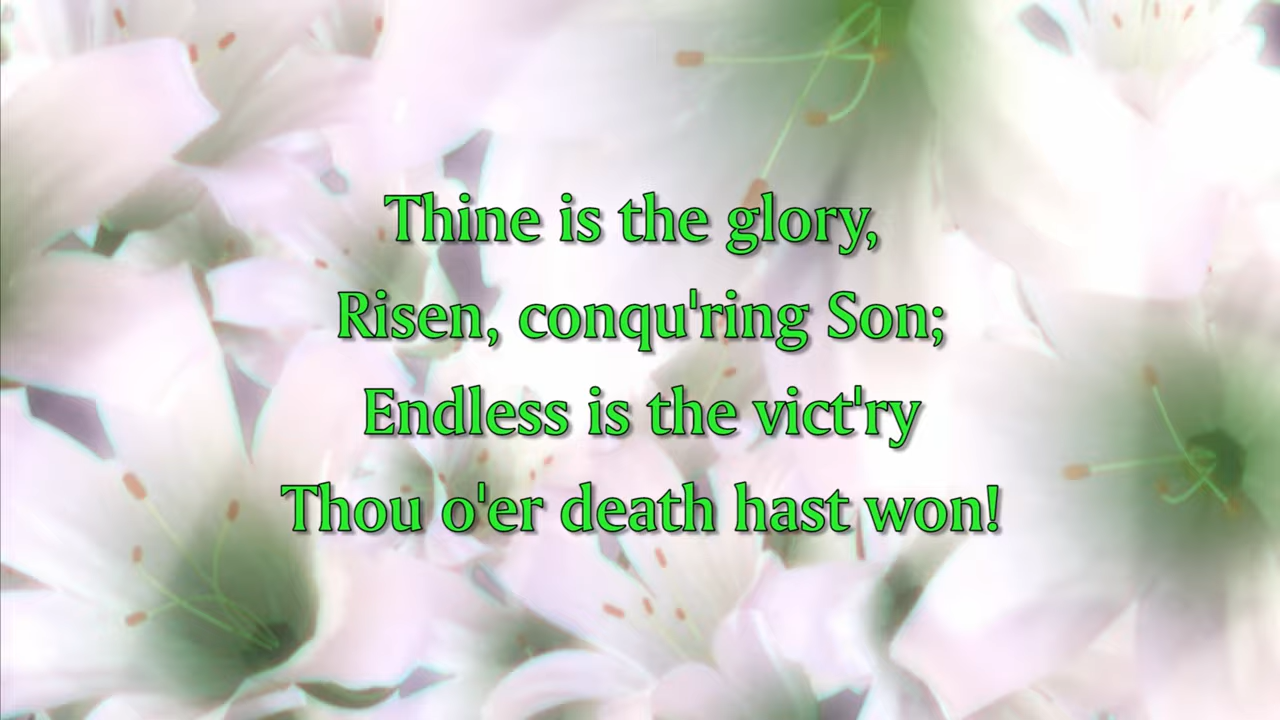 Thine is the glory,
Risen, conqu'ring Son;
Endless is the vict'ry
Thou o'er death hast won!